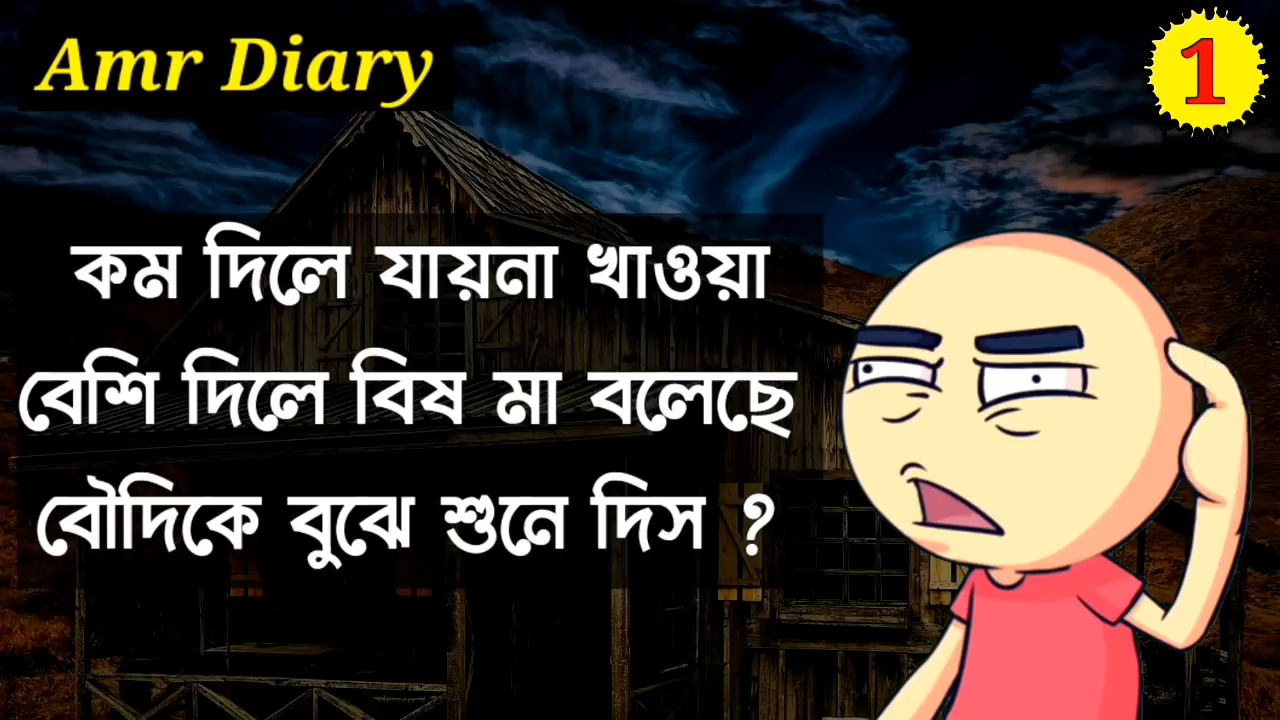 Amr Diary
1
কম দিলে যায়না খাওয়া
বেশি দিলে বিষ মা বলেছে
বৌদিকে বুঝে শুনে দিস ?